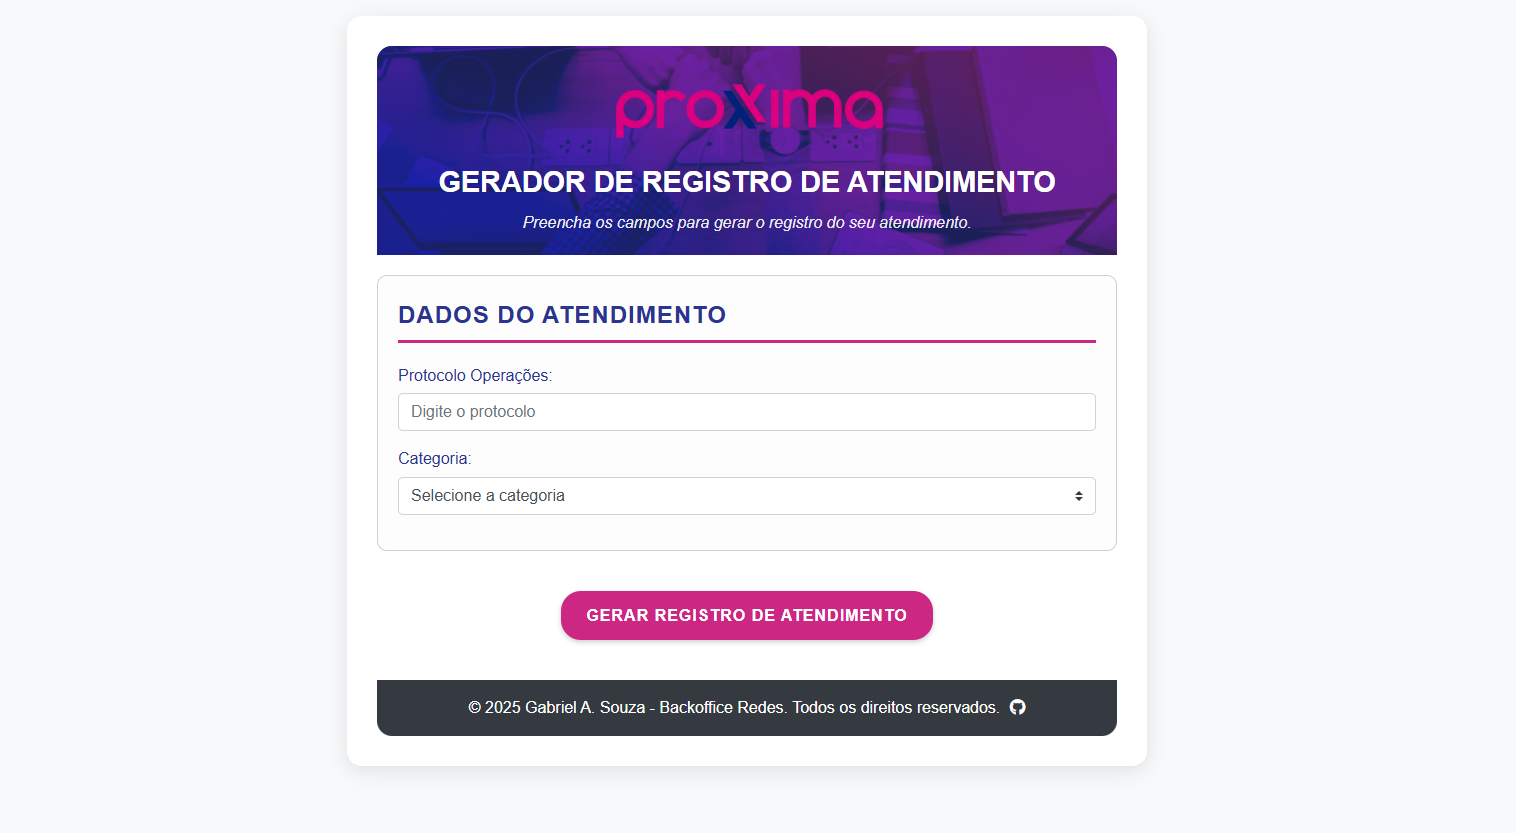 proxxima
GERADOR DE REGISTRO DE ATENDIMENTO
Preencha os campos para gerar o registro do seu atendimento.
DADOS DO ATENDIMENTO
Protocolo Operações:
Digite o protocolo
Categoria:
Selecione a categoria
GERAR REGISTRO DE ATENDIMENTO
© 2025 Gabriel A. Souza - Backoffice Redes. Todos os direitos reservados.